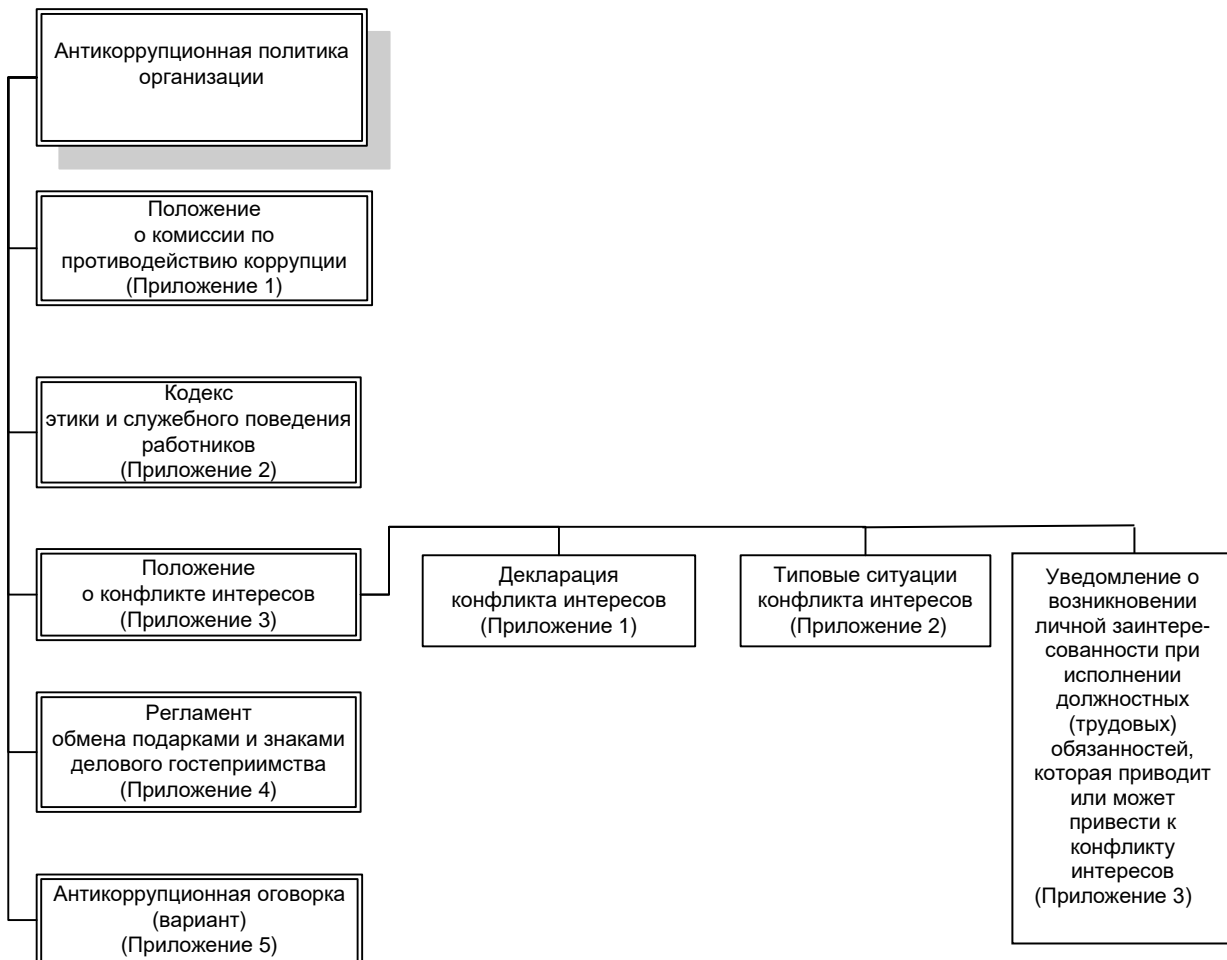 Антикоррупционная политика
организации
Положение
о комиссии по
противодействию коррупции
(Приложение 1)
Кодекс
этики и служебного поведения
работников
(Приложение 2)
Положение
о конфликте интересов
(Приложение 3)
Декларация
конфликта интересов
(Приложение 1)
Типовые ситуации
конфликта интересов
(Приложение 2)
Уведомление о
возникновении
личной заинтере-
сованности при
исполнении
должностных
(трудовых)
обязанностей,
которая приводит
или может
привести к
конфликту
интересов
(Приложение 3)
Регламент
обмена подарками и знаками
делового гостеприимства
(Приложение 4)
Антикоррупционная оговорка
(вариант)
(Приложение 5)